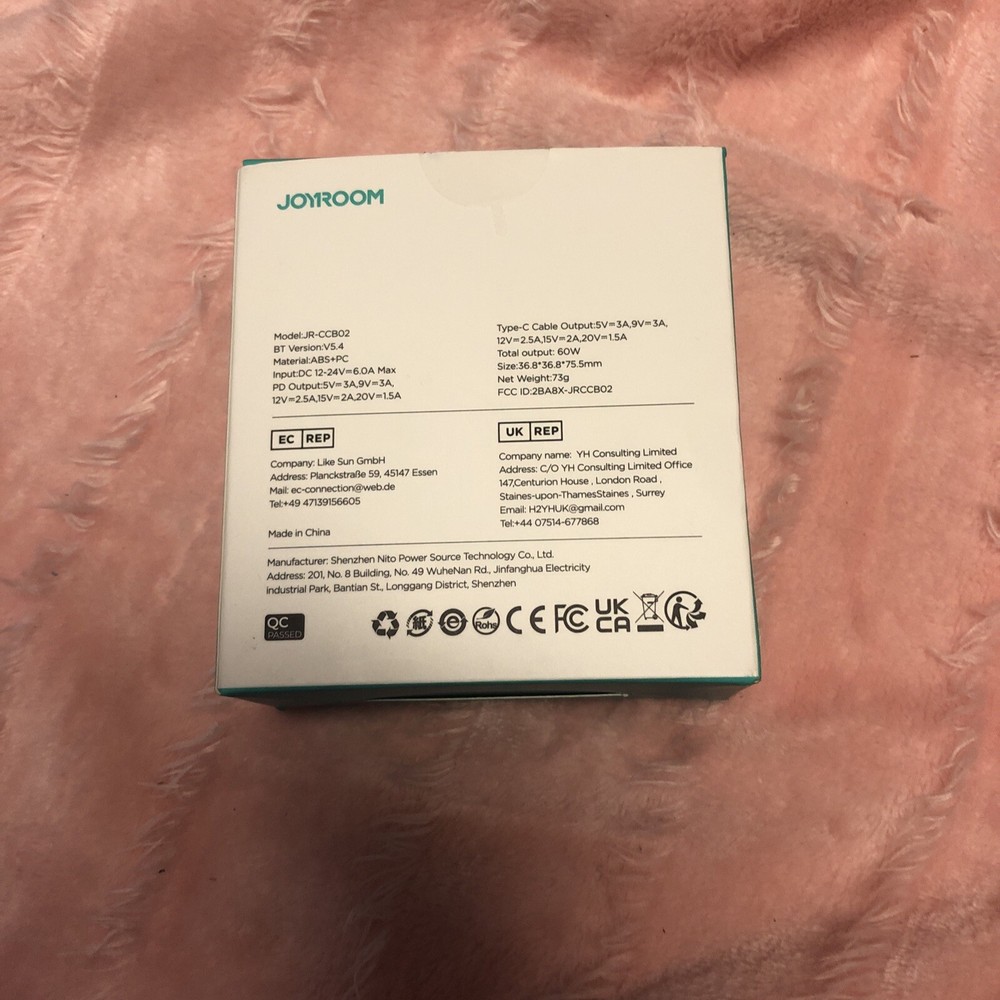 JOYROOM
Model:JR-CCB02
BT Version:V5.4
Material:ABS+PC
Input:DC 12-24V⎓6.0A Max
PD Output:5V⎓3A,9V⎓3A,
12V⎓2.5A,15V⎓2A,20V⎓1.5A
Type-C Cable Output:5V⎓3A,9V⎓3A,
12V⎓2.5A,15V⎓2A,20V⎓1.5A
Total output: 60W
Size:36.8*36.8*75.5mm
Net Weight:73g
FCC ID:2BA8X-JRCCB02
EC REP
Company: Like Sun GmbH
Address: Planckstraße 59, 45147 Essen
Mail: ec-connection@web.de
Tel:+49 47139156605
UK REP
Company name: YH Consulting Limited
Address: C/O YH Consulting Limited Office
147,Centurion House , London Road ,
Staines-upon-ThamesStaines , Surrey
Email: H2YHUK@gmail.com
Tel:+44 07514-677868
Made in China
Manufacturer: Shenzhen Nito Power Source Technology Co., Ltd.
Address: 201, No. 8 Building, No. 49 WuheNan Rd., Jinfanghua Electricity
industrial Park, Bantian St., Longgang District, Shenzhen
QC
PASSED
紙
e
RoHs
CE
FC
UK
CA